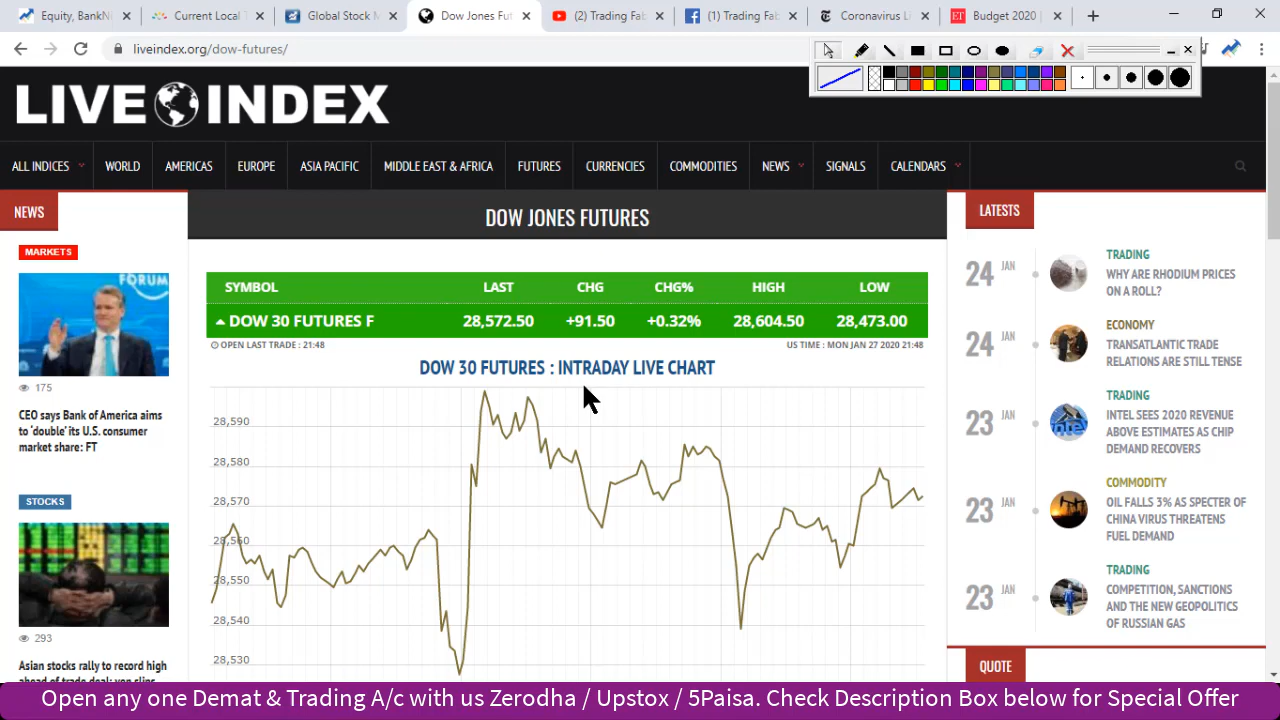 Equity, BankNi
Current Local T
Global Stock M
Dow Jones Fut
(2) Trading Fab
(1) Trading Fab
Coronavirus Li
Budget 2020 |
liveindex.org/dow-futures/
LIVE INDEX
ALL INDICES
WORLD
AMERICAS
EUROPE
ASIA PACIFIC
MIDDLE EAST & AFRICA
FUTURES
CURRENCIES
COMMODITIES
NEWS
SIGNALS
CALENDARS
NEWS
MARKETS
FORUM
175
CEO says Bank of America aims
to 'double' its U.S. consumer
market share: FT
STOCKS
293
Asian stocks rally to record high
DOW JONES FUTURES
SYMBOL LAST CHG CHG% HIGH LOW
DOW 30 FUTURES F 28,572.50 +91.50 +0.32% 28,604.50 28,473.00
OPEN LAST TRADE : 21:48
US TIME : MON JAN 27 2020 21:48
DOW 30 FUTURES : INTRADAY LIVE CHART
28,590
28,580
28,570
28,560
28,550
28,540
28,530
LATESTS
24 JAN
TRADING
WHY ARE RHODIUM PRICES
ON A ROLL?
24 JAN
ECONOMY
TRANSATLANTIC TRADE
RELATIONS ARE STILL TENSE
23 JAN
TRADING
INTEL SEES 2020 REVENUE
ABOVE ESTIMATES AS CHIP
DEMAND RECOVERS
23 JAN
COMMODITY
OIL FALLS 3% AS SPECTER OF
CHINA VIRUS THREATENS
FUEL DEMAND
23 JAN
TRADING
COMPETITION, SANCTIONS
AND THE NEW GEOPOLITICS
OF RUSSIAN GAS
QUOTE
Open any one Demat & Trading A/c with us Zerodha / Upstox / 5Paisa. Check Description Box below for Special Offer